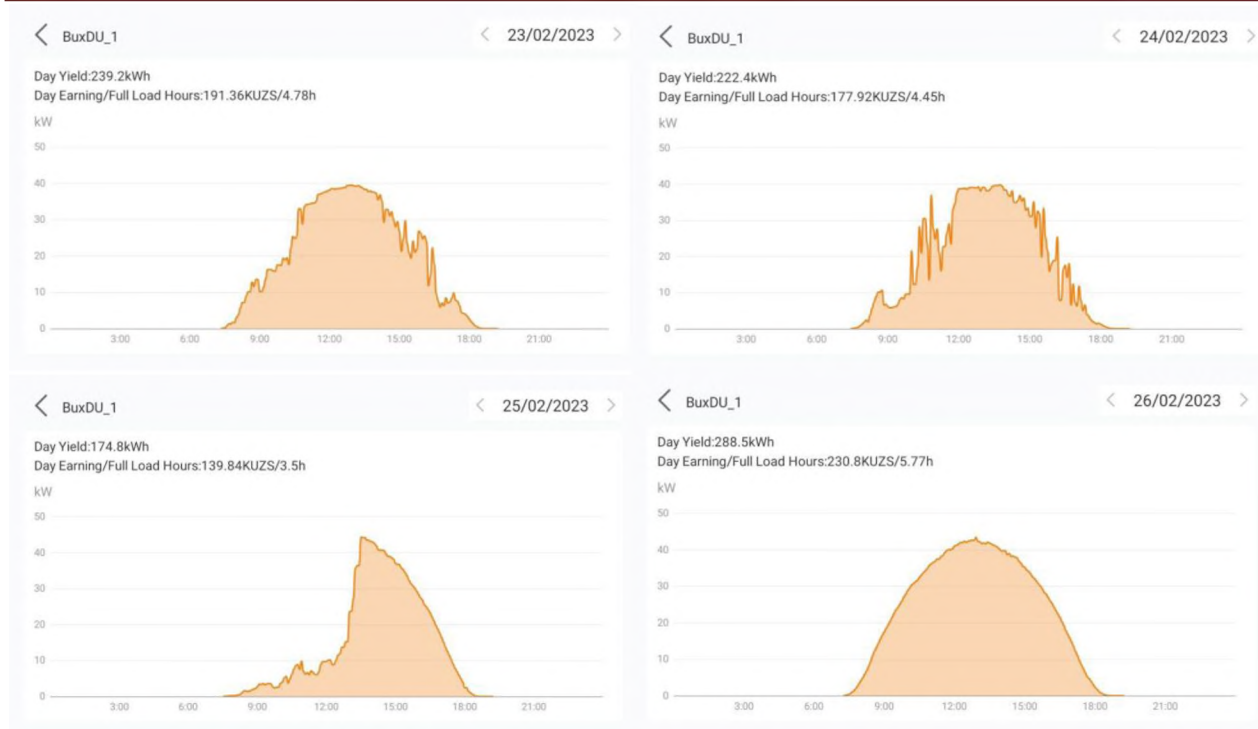 BuxDU_1
23/02/2023
Day Yield:239.2kWh
Day Earning/Full Load Hours:191.36KUZS/4.78h
kW
50
40
30
20
10
0
3:00 6:00 9:00 12:00 15:00 18:00 21:00
BuxDU_1
24/02/2023
Day Yield:222.4kWh
Day Earning/Full Load Hours:177.92KUZS/4.45h
kW
50
40
30
20
10
0
3:00 6:00 9:00 12:00 15:00 18:00 21:00
BuxDU_1
25/02/2023
Day Yield:174.8kWh
Day Earning/Full Load Hours:139.84KUZS/3.5h
kW
50
40
30
20
10
0
3:00 6:00 9:00 12:00 15:00 18:00 21:00
BuxDU_1
26/02/2023
Day Yield:288.5kWh
Day Earning/Full Load Hours:230.8KUZS/5.77h
kW
50
40
30
20
10
0
3:00 6:00 9:00 12:00 15:00 18:00 21:00